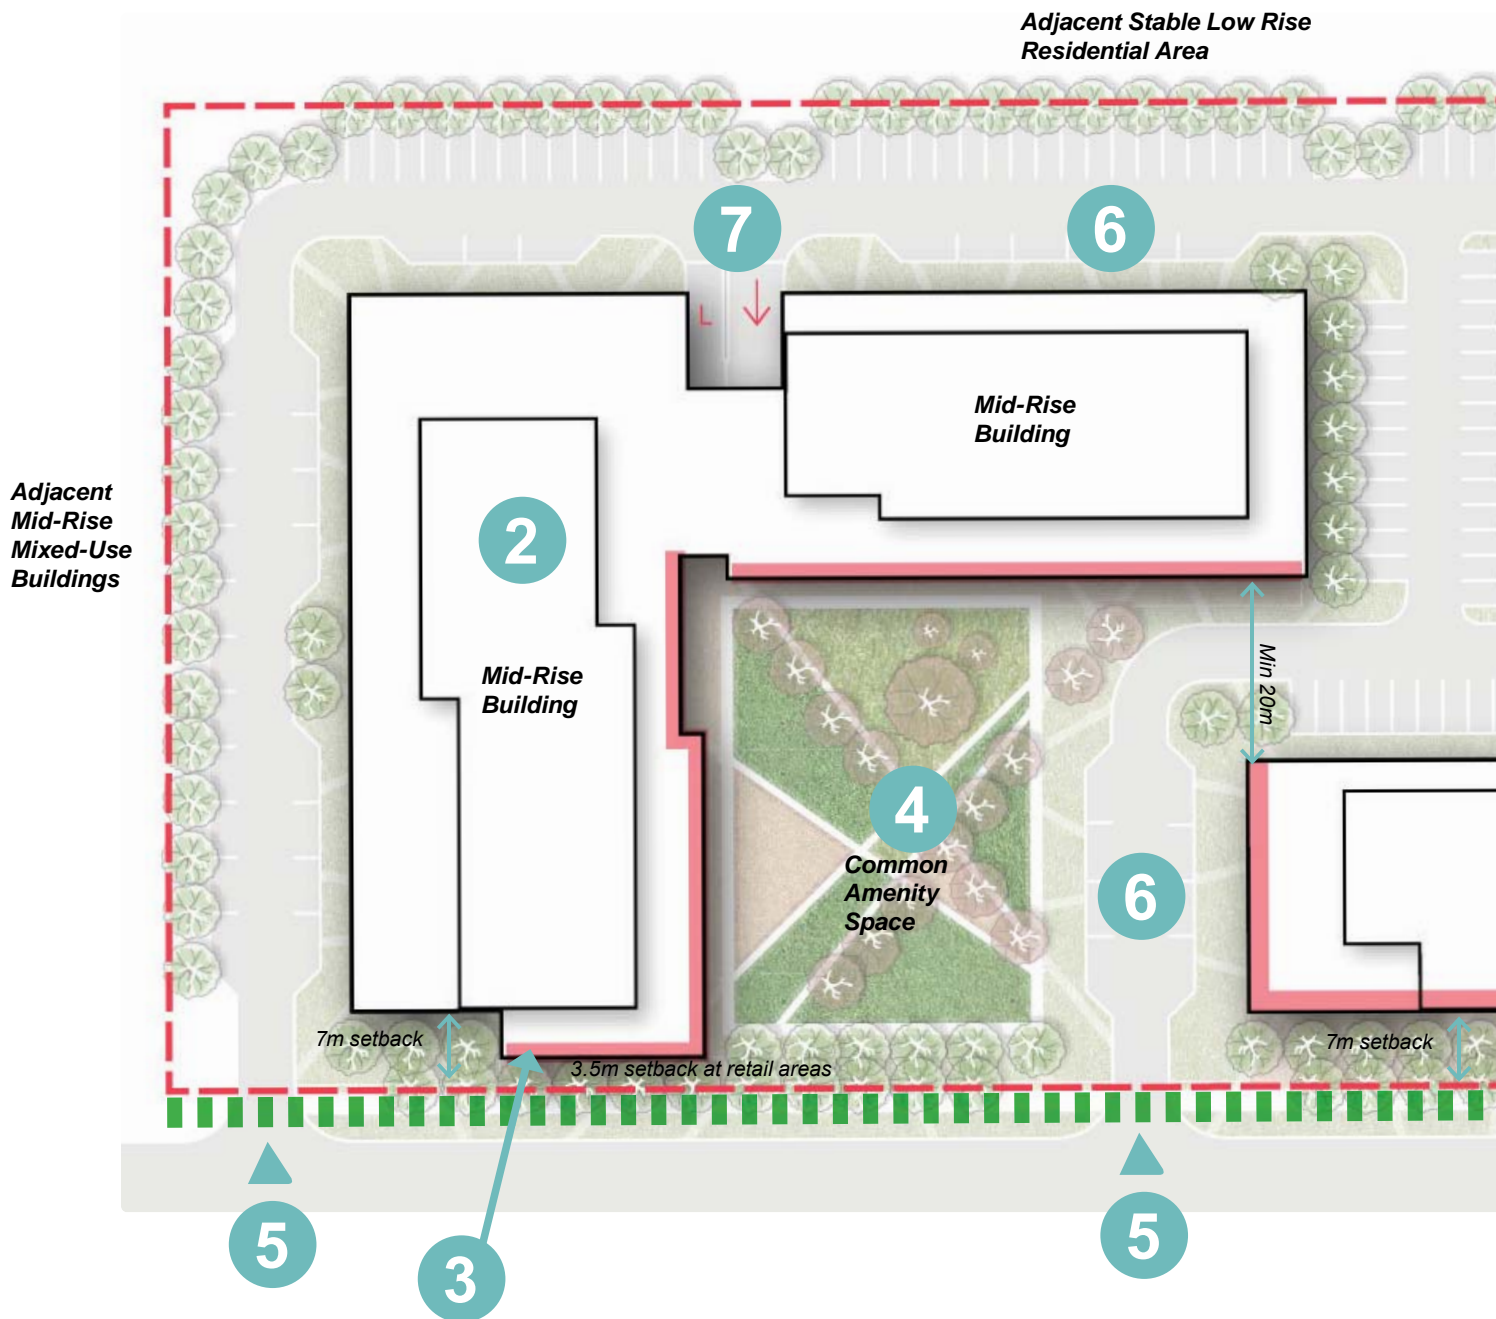 Adjacent Stable Low Rise
Residential Area
7
6
L
Mid-Rise
Building
Adjacent
Mid-Rise
Mixed-Use
Buildings
2
Mid-Rise
Building
Min 20m
4
Common
Amenity
Space
6
7m setback
3.5m setback at retail areas
7m setback
5
3
5